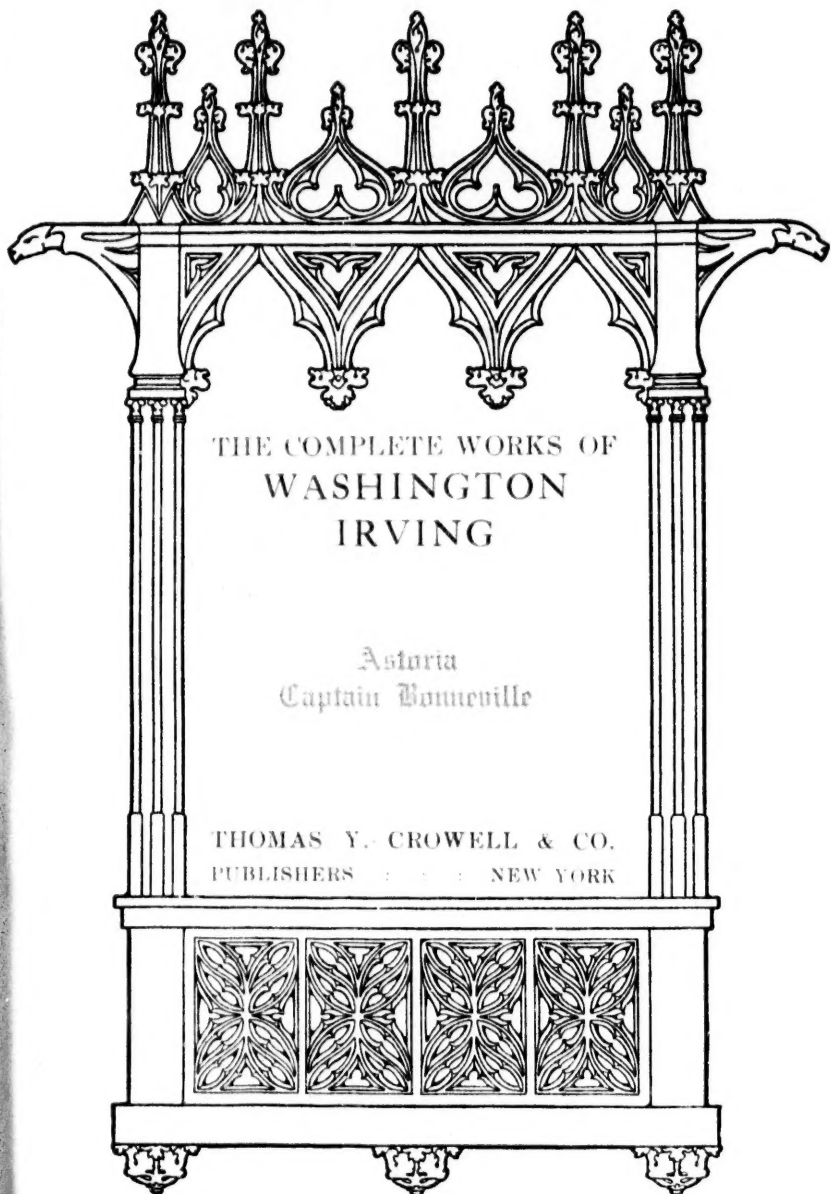 THE COMPLETE WORKS OF
WASHINGTON
IRVING
Astoria
Captain Bonneville
THOMAS Y. CROWELL & CO.
PUBLISHERS : : : NEW YORK